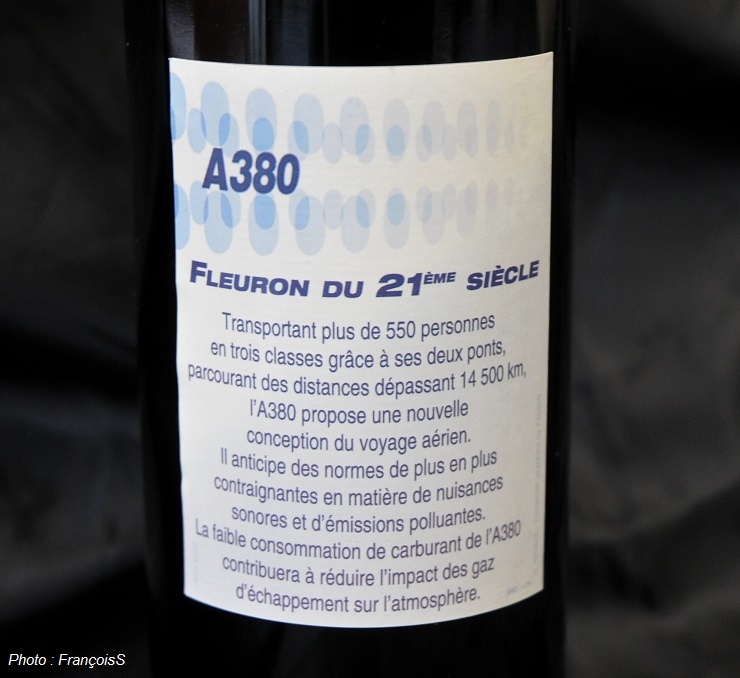 A380
FLEURON DU 21ÈME SIÈCLE
Transportant plus de 550 personnes
en trois classes grâce à ses deux ponts,
parcourant des distances dépassant 14 500 km,
l'A380 propose une nouvelle
conception du voyage aérien.
Il anticipe des normes de plus en plus
contraignantes en matière de nuisances
sonores et d'émissions polluantes.
La faible consommation de carburant de l'A380
contribuera à réduire l'impact des gaz
d'échappement sur l'atmosphère.
Photo : FrançoisS